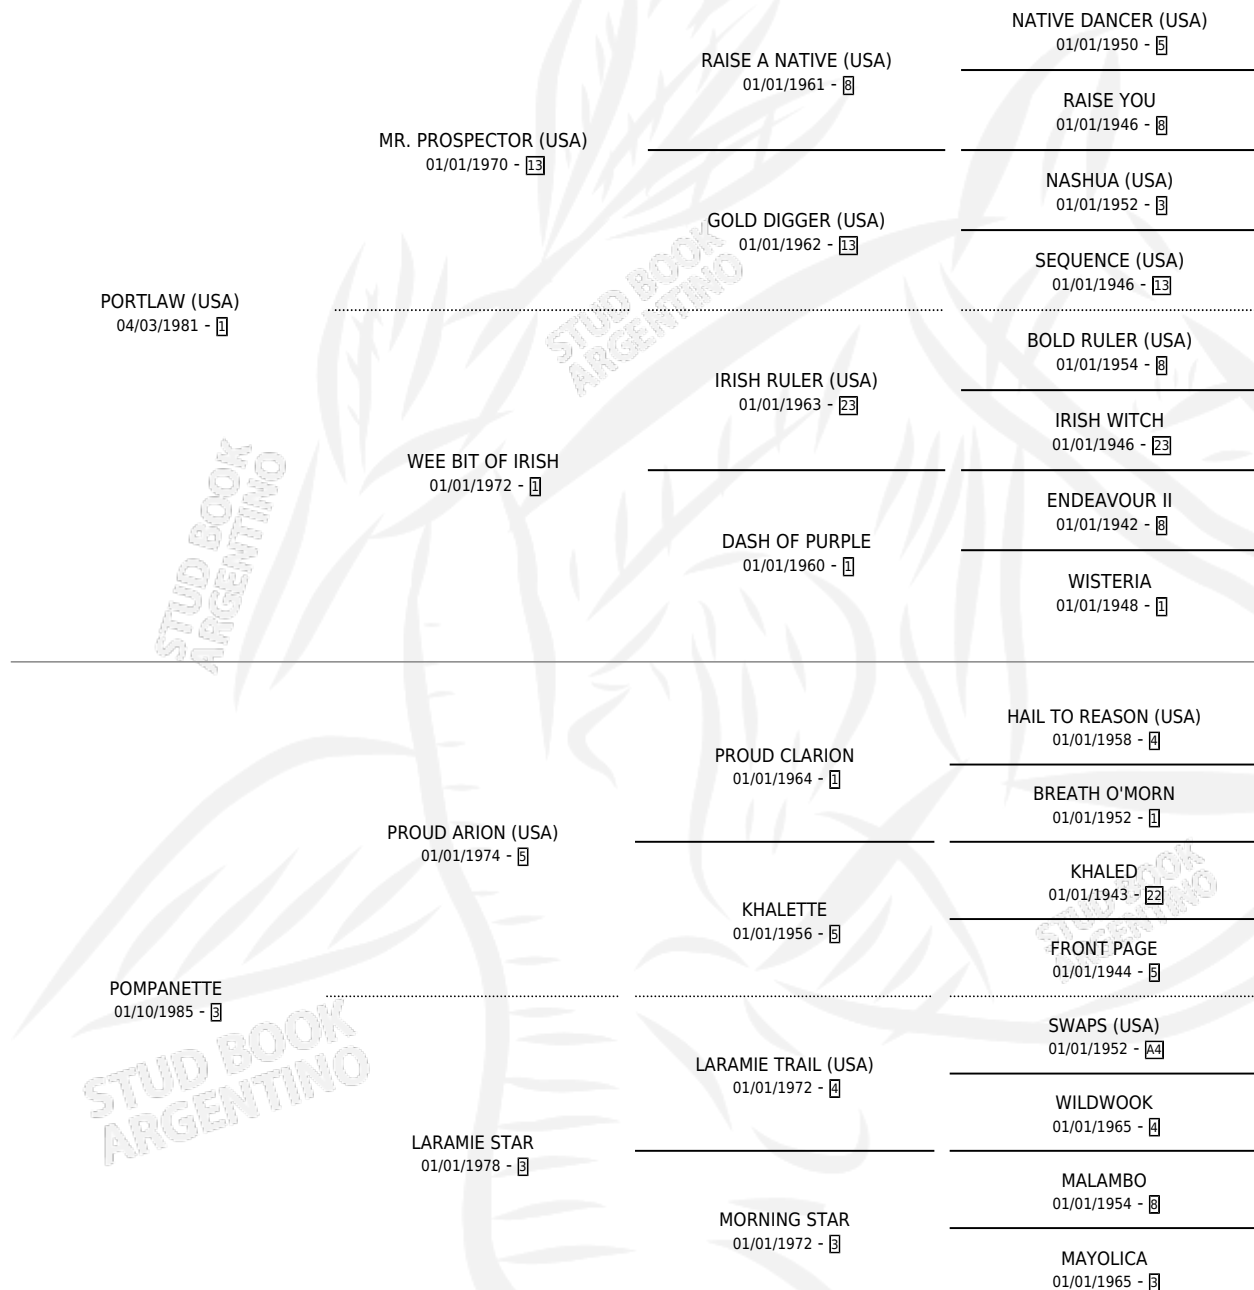 NATIVE DANCER (USA)
01/01/1950 - 5
RAISE A NATIVE (USA)
01/01/1961 - 8
RAISE YOU
01/01/1946 - 8
MR. PROSPECTOR (USA)
01/01/1970 - 13
NASHUA (USA)
01/01/1952 - 3
GOLD DIGGER (USA)
01/01/1962 - 13
SEQUENCE (USA)
01/01/1946 - 13
STUD BOOK
ARGENTINO
PORTLAW (USA)
04/03/1981 - 1
BOLD RULER (USA)
01/01/1954 - 8
IRISH RULER (USA)
01/01/1963 - 23
IRISH WITCH
01/01/1946 - 23
WEE BIT OF IRISH
01/01/1972 - 1
ENDEAVOUR II
01/01/1942 - 8
DASH OF PURPLE
01/01/1960 - 1
WISTERIA
01/01/1948 - 1
STUD BOOK
ARGENTINO
HAIL TO REASON (USA)
01/01/1958 - 4
PROUD CLARION
01/01/1964 - 1
BREATH O'MORN
01/01/1952 - 1
PROUD ARION (USA)
01/01/1974 - 5
KHALED
01/01/1943 - 22
KHALETTE
01/01/1956 - 5
FRONT PAGE
01/01/1944 - 5
STUD BOOK
ARGENTINO
POMPANETTE
01/10/1985 - 3
SWAPS (USA)
01/01/1952 - A4
LARAMIE TRAIL (USA)
01/01/1972 - 4
WILDWOOK
01/01/1965 - 4
LARAMIE STAR
01/01/1978 - 3
MALAMBO
01/01/1954 - 8
MORNING STAR
01/01/1972 - 3
MAYOLICA
01/01/1965 - 3
STUD BOOK
ARGENTINO